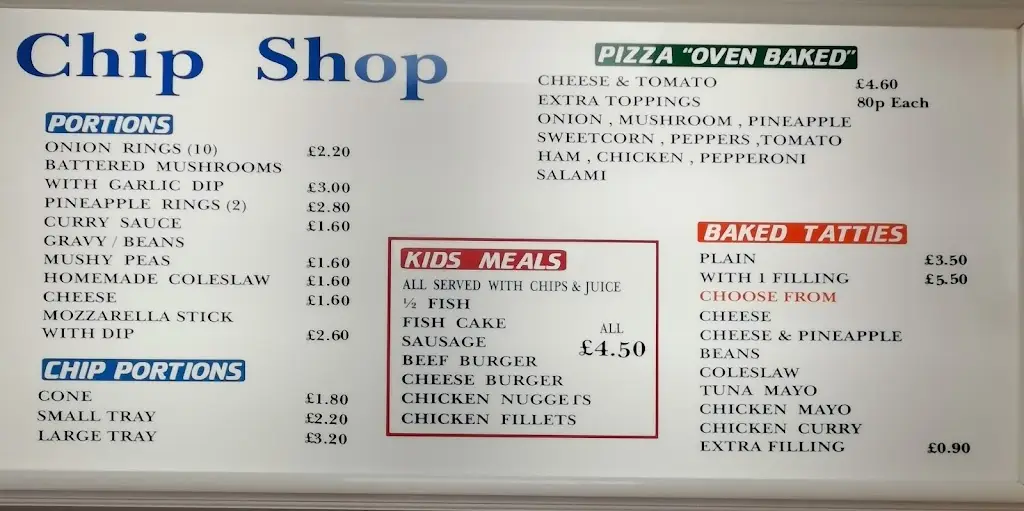 Chip Shop
PORTIONS
ONION RINGS (10) £2.20
BATTERED MUSHROOMS
WITH GARLIC DIP £3.00
PINEAPPLE RINGS (2) £2.80
CURRY SAUCE £1.60
GRAVY / BEANS
MUSHY PEAS £1.60
HOMEMADE COLESLAW £1.60
CHEESE £1.60
MOZZARELLA STICK
WITH DIP £2.60
CHIP PORTIONS
CONE £1.80
SMALL TRAY £2.20
LARGE TRAY £3.20
KIDS MEALS
ALL SERVED WITH CHIPS & JUICE
½ FISH
FISH CAKE
SAUSAGE
BEEF BURGER
CHEESE BURGER
CHICKEN NUGGETS
CHICKEN FILLETS
ALL
£4.50
PIZZA "OVEN BAKED"
CHEESE & TOMATO £4.60
EXTRA TOPPINGS 80p Each
ONION , MUSHROOM , PINEAPPLE
SWEETCORN , PEPPERS ,TOMATO
HAM , CHICKEN , PEPPERONI
SALAMI
BAKED TATTIES
PLAIN £3.50
WITH 1 FILLING £5.50
CHOOSE FROM
CHEESE
CHEESE & PINEAPPLE
BEANS
COLESLAW
TUNA MAYO
CHICKEN MAYO
CHICKEN CURRY
EXTRA FILLING £0.90